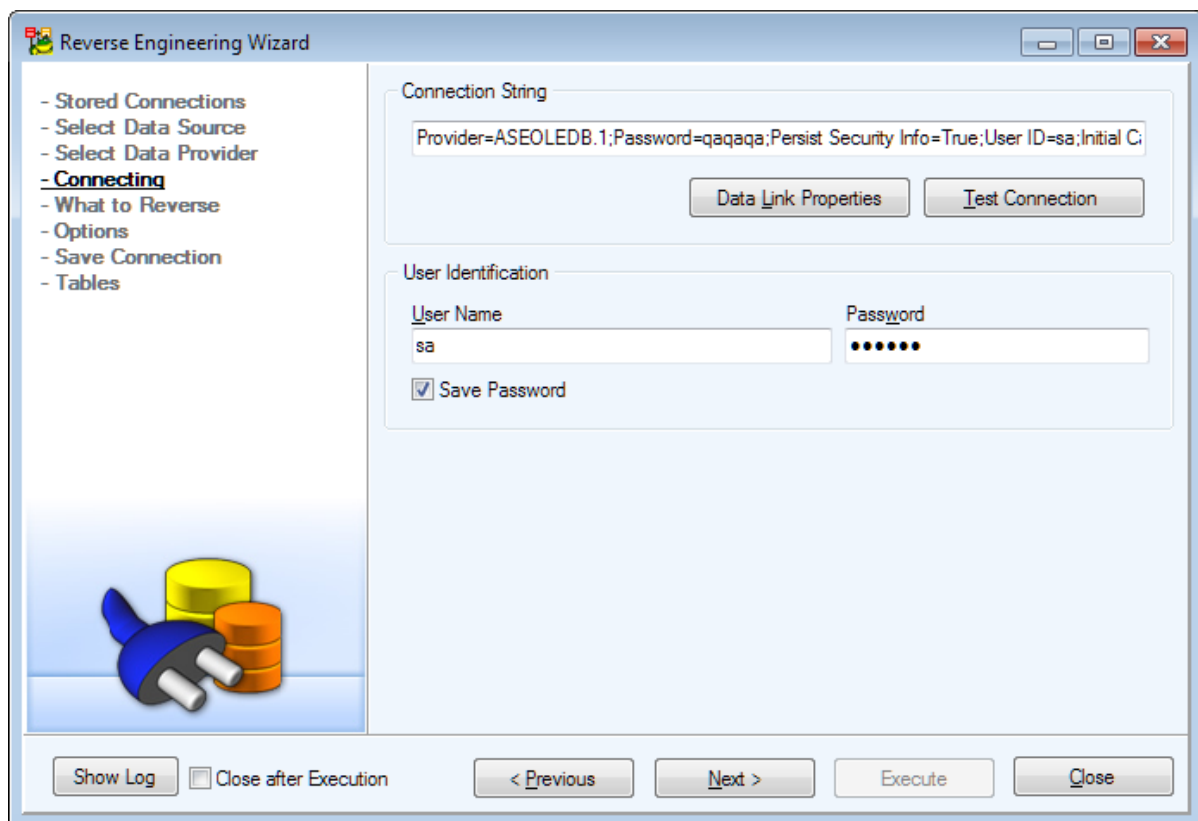 Reverse Engineering Wizard
- Stored Connections
- Select Data Source
- Select Data Provider
- Connecting
- What to Reverse
- Options
- Save Connection
- Tables
Connection String
Provider=ASEOLEDB.1;Password=qaqaqa;Persist Security Info=True;User ID=sa;Initial
Data Link Properties
Test Connection
User Identification
User Name
Password
sa
••••••
Save Password
Show Log
Close after Execution
< Previous
Next >
Execute
Close